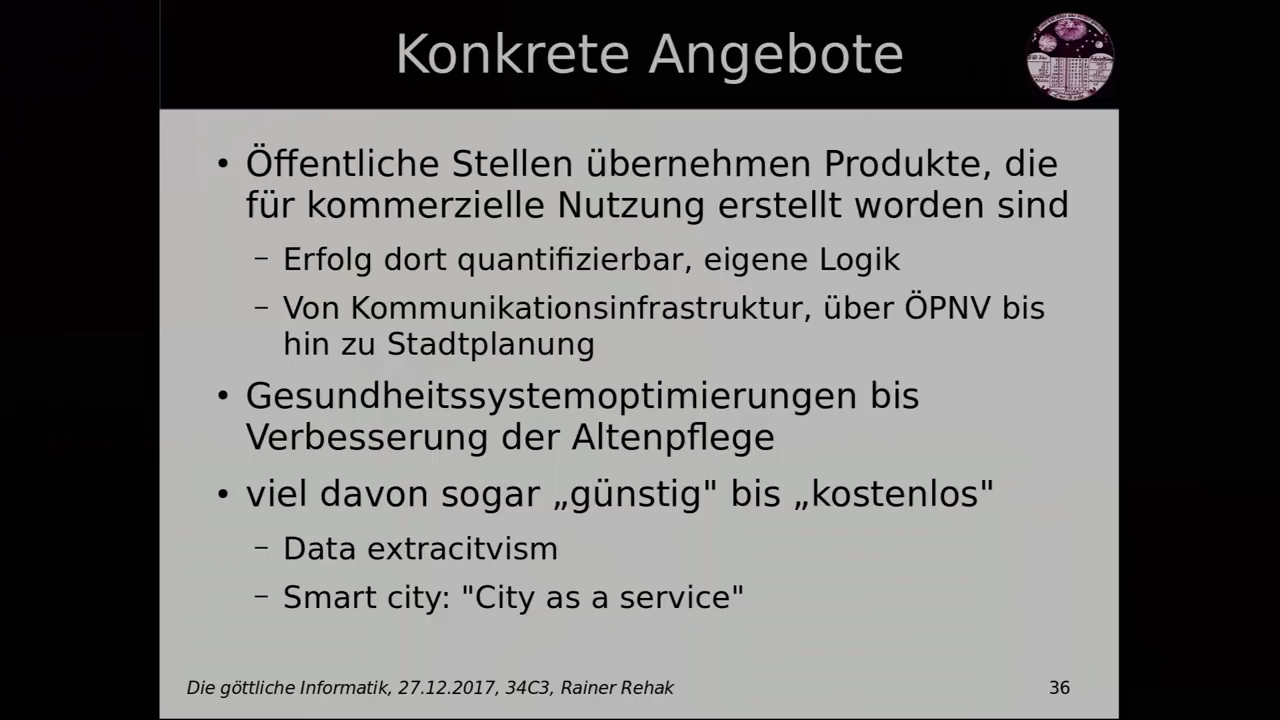 Konkrete Angebote
• Öffentliche Stellen übernehmen Produkte, die
für kommerzielle Nutzung erstellt worden sind
– Erfolg dort quantifizierbar, eigene Logik
– Von Kommunikationsinfrastruktur, über ÖPNV bis
hin zu Stadtplanung
• Gesundheitssystemoptimierungen bis
Verbesserung der Altenpflege
• viel davon sogar „günstig" bis „kostenlos"
– Data extracitvism
– Smart city: "City as a service"
Die göttliche Informatik, 27.12.2017, 34C3, Rainer Rehak
36